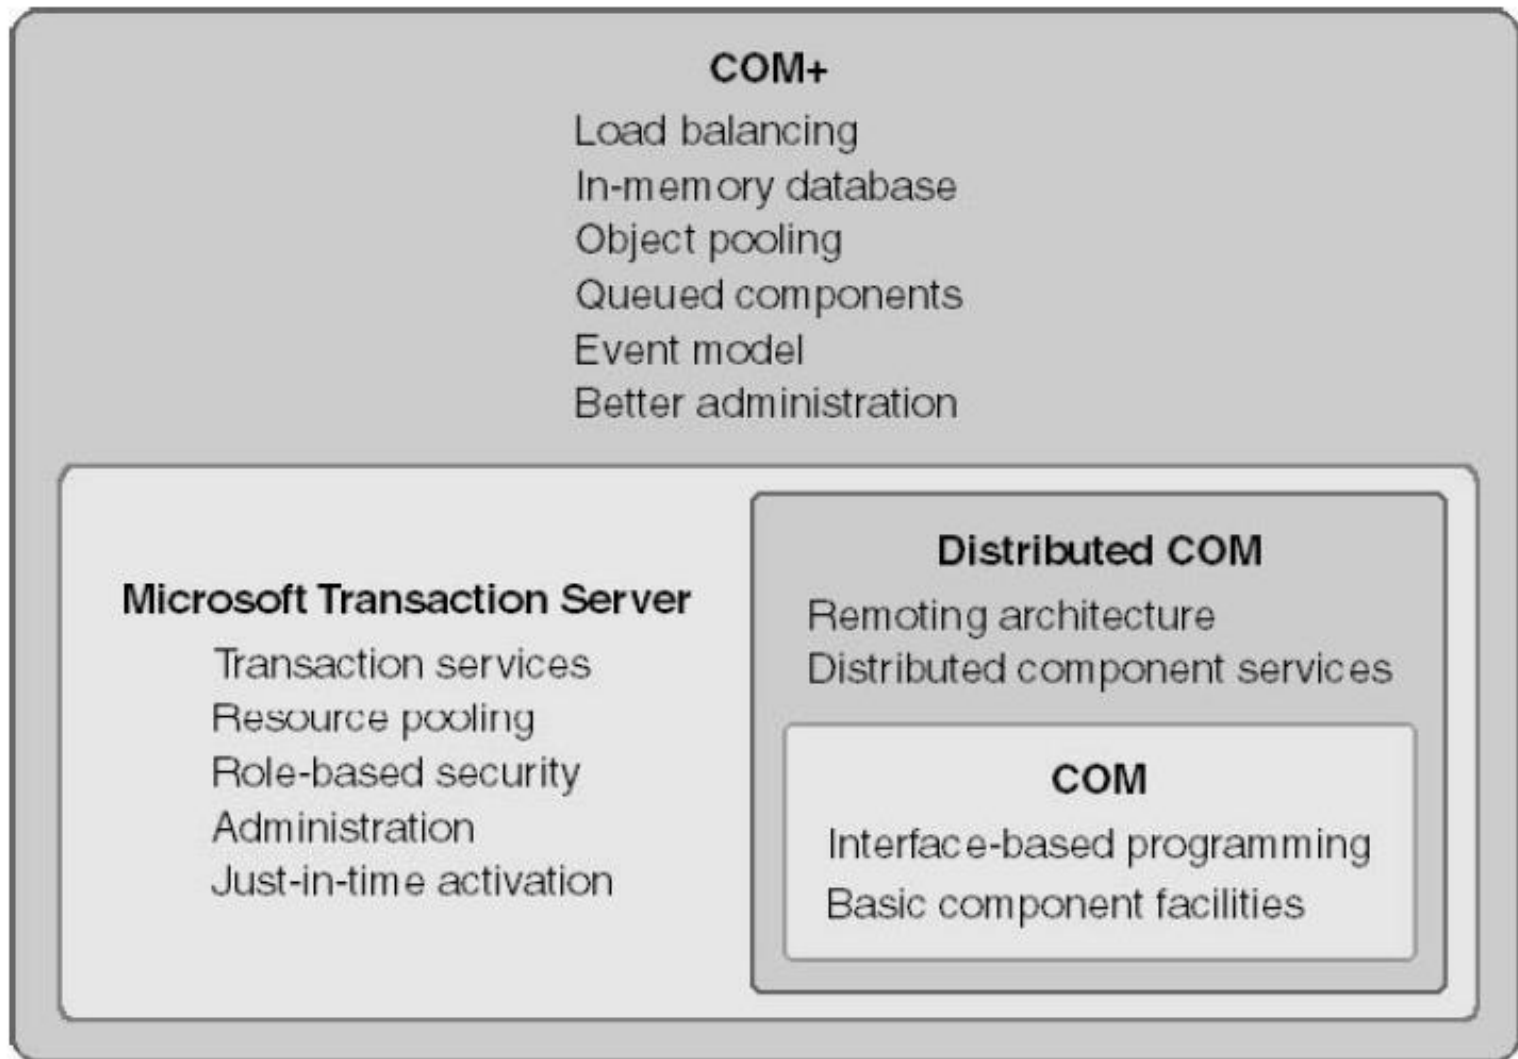 COM+
Load balancing
In-memory database
Object pooling
Queued components
Event model
Better administration
Microsoft Transaction Server
Transaction services
Resource pooling
Role-based security
Administration
Just-in-time activation
Distributed COM
Remoting architecture
Distributed component services
COM
Interface-based programming
Basic component facilities